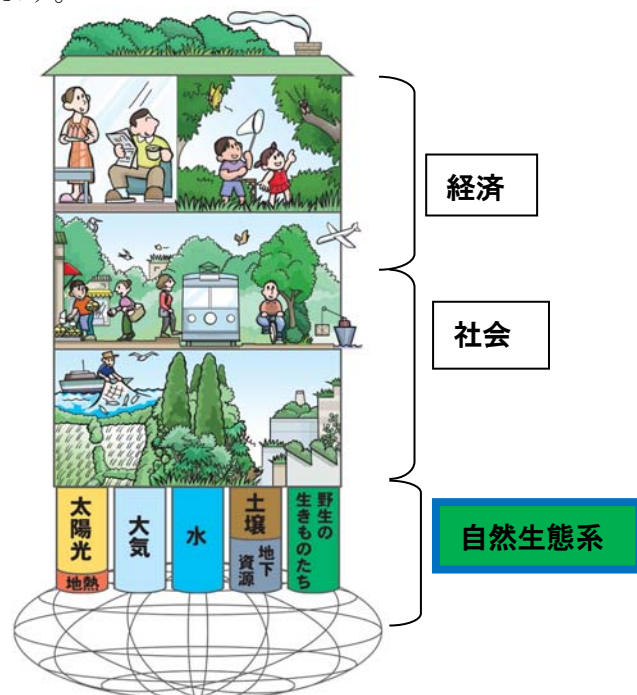 経済
社会
太陽光
地熱
大気
水
土壌
地下
資源
野生の
生きものたち
自然生態系